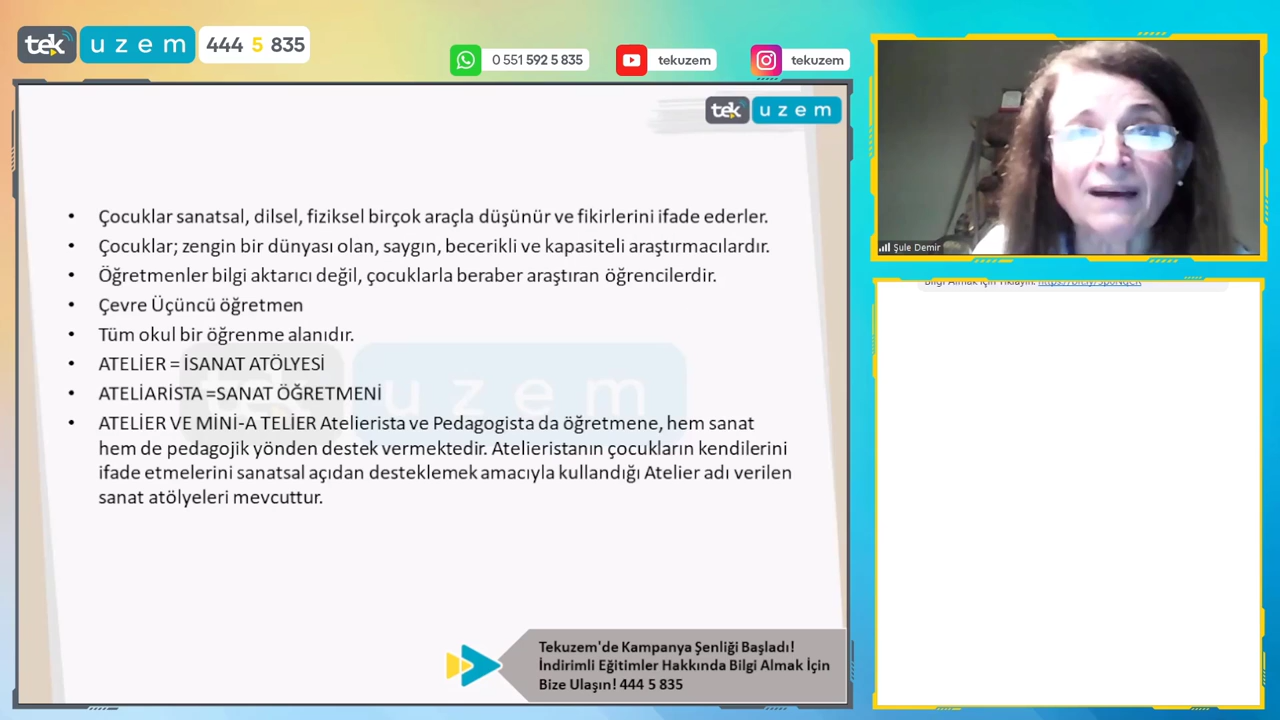 tek uzem 444 5 835
0 551 592 5 835
tekuzem
tekuzem
tek uzem
• Çocuklar sanatsal, dilsel, fiziksel birçok araçla düşünür ve fikirlerini ifade ederler.
• Çocuklar; zengin bir dünyası olan, saygın, becerikli ve kapasiteli araştırmacılardır.
• Öğretmenler bilgi aktarıcı değil, çocuklarla beraber araştıran öğrencilerdir.
• Çevre Üçüncü öğretmen
• Tüm okul bir öğrenme alanıdır.
• ATELİER = İSANAT ATÖLYESİ
• ATELİARİSTA =SANAT ÖĞRETMENİ
• ATELİER VE MİNİ-A TELİER Atelierista ve Pedagogista da öğretmene, hem sanat
hem de pedagojik yönden destek vermektedir. Atelieristanın çocukların kendilerini
ifade etmelerini sanatsal açıdan desteklemek amacıyla kullandığı Atelier adı verilen
sanat atölyeleri mevcuttur.
tek uzem
Tekuzem'de Kampanya Şenliği Başladı!
İndirimli Eğitimler Hakkında Bilgi Almak İçin
Bize Ulaşın! 444 5 835
Şule Demir
Bilgi Almak İçin Tıklayın: